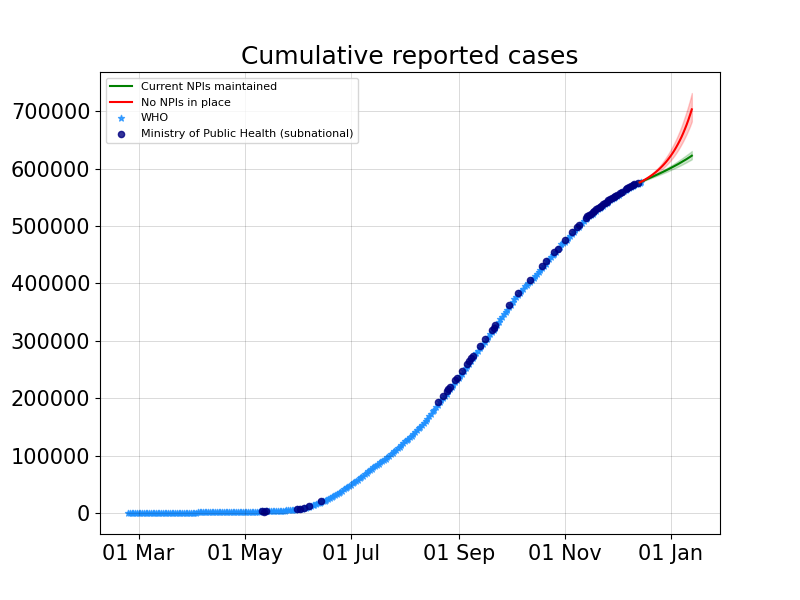 Cumulative reported cases
Current NPIs maintained
No NPIs in place
WHO
Ministry of Public Health (subnational)
700000
600000
500000
400000
300000
200000
100000
0
01 Mar 01 May 01 Jul 01 Sep 01 Nov 01 Jan